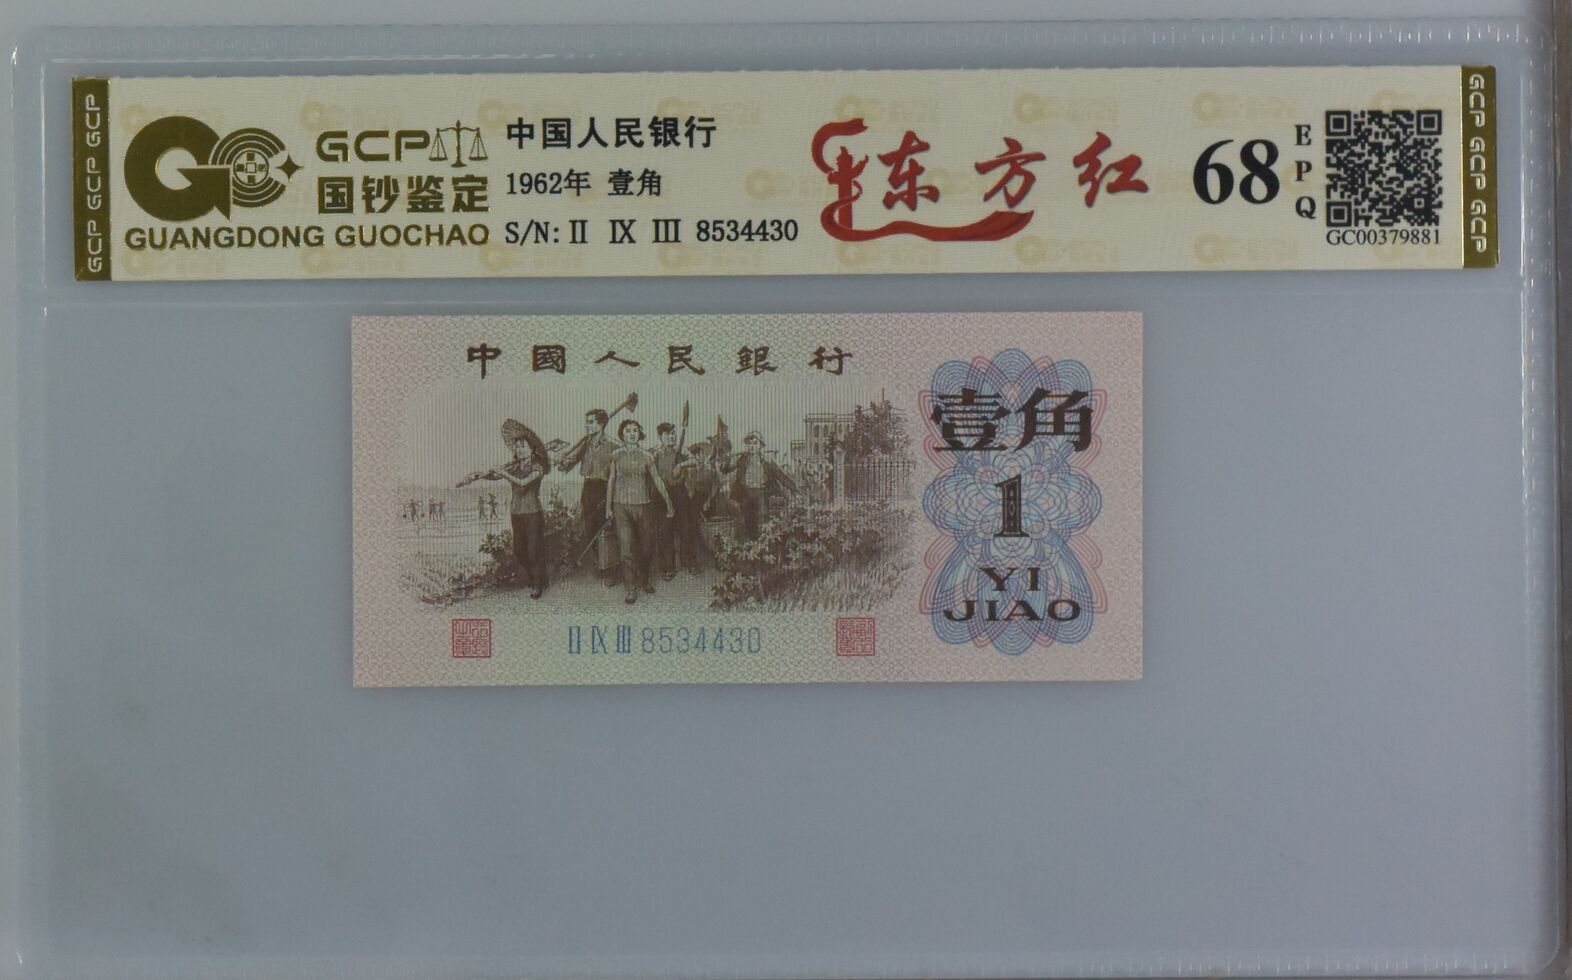 GCP GCP GCP
GCP
国钞鉴定
GUANGDONG GUOCHAO
中国人民银行
1962年 壹角
S/N: II IX III 8534430
东方红
68
EPQ
GC00379881
GCP GCP GCP
中國人民銀行
壹角
1
YI
JIAO
II IX III 8534430